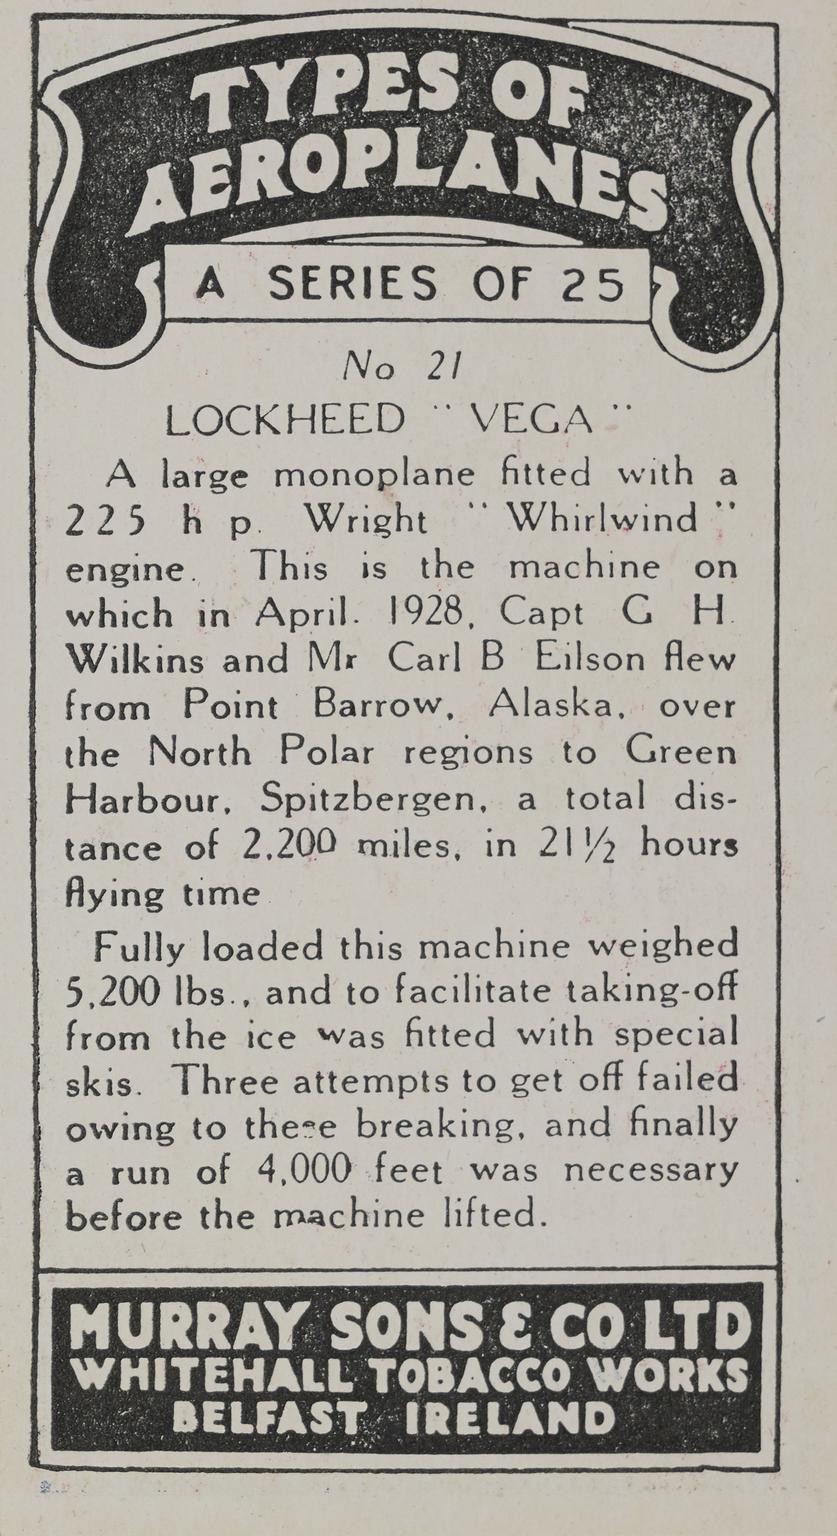 TYPES OF
AEROPLANES
A SERIES OF 25
No 21
LOCKHEED " VEGA "
A large monoplane fitted with a
225 h p. Wright " Whirlwind "
engine. This is the machine on
which in April. 1928, Capt G H.
Wilkins and Mr Carl B Eilson flew
from Point Barrow, Alaska, over
the North Polar regions to Green
Harbour, Spitzbergen, a total dis-
tance of 2,200 miles, in 21½ hours
flying time
Fully loaded this machine weighed
5,200 lbs., and to facilitate taking-off
from the ice was fitted with special
skis. Three attempts to get off failed
owing to these breaking, and finally
a run of 4,000 feet was necessary
before the machine lifted.
MURRAY SONS & CO LTD
WHITEHALL TOBACCO WORKS
BELFAST IRELAND